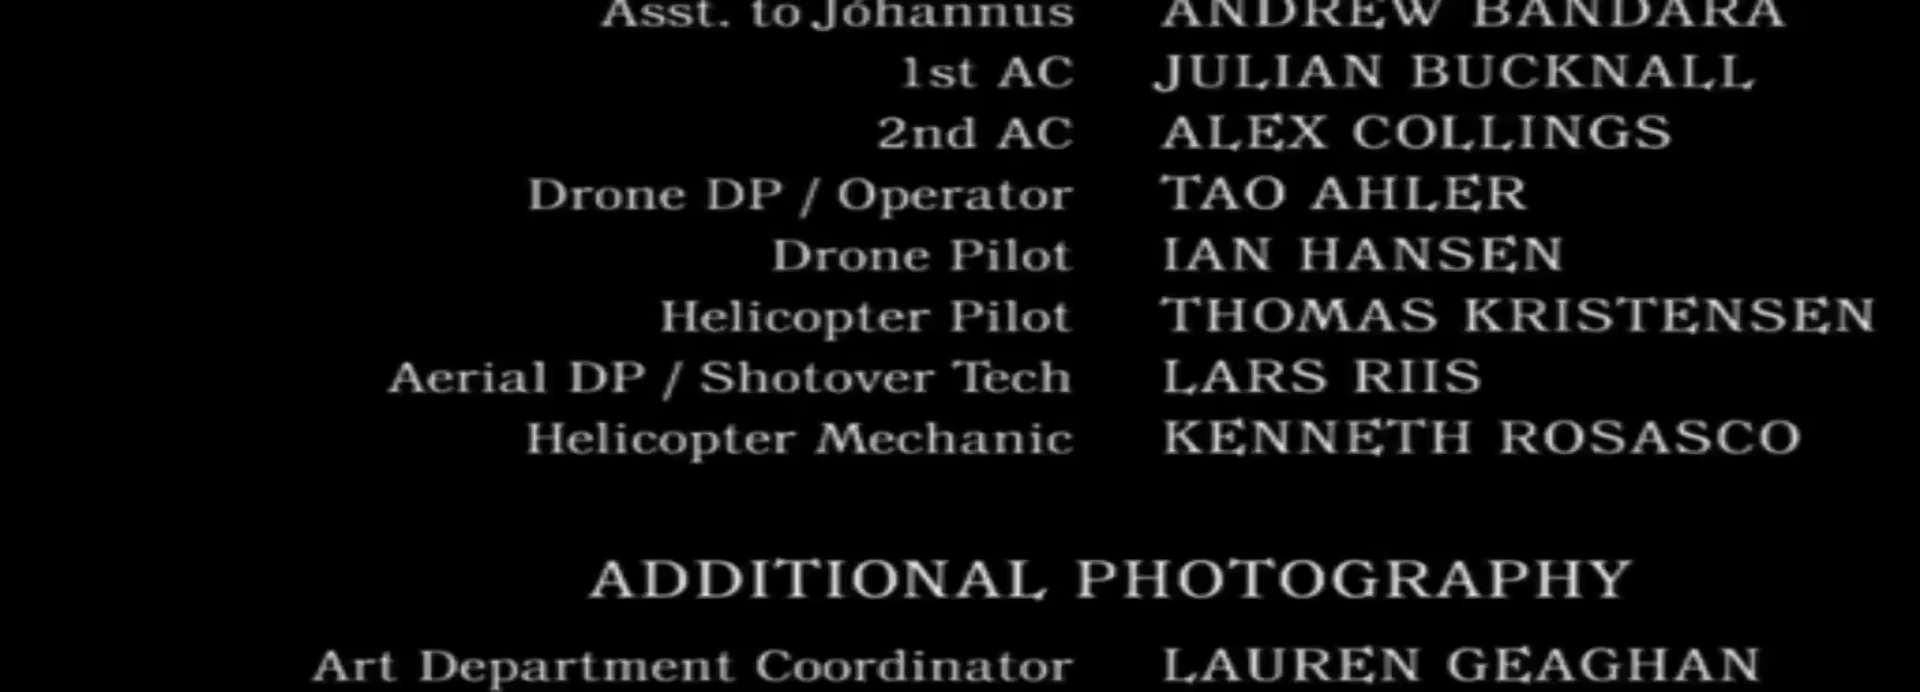 Asst. to Jóhannus ANDREW BANDARA
1st AC JULIAN BUCKNALL
2nd AC ALEX COLLINGS
Drone DP / Operator TAO AHLER
Drone Pilot IAN HANSEN
Helicopter Pilot THOMAS KRISTENSEN
Aerial DP / Shotover Tech LARS RIIS
Helicopter Mechanic KENNETH ROSASCO
ADDITIONAL PHOTOGRAPHY
Art Department Coordinator LAUREN GEAGHAN